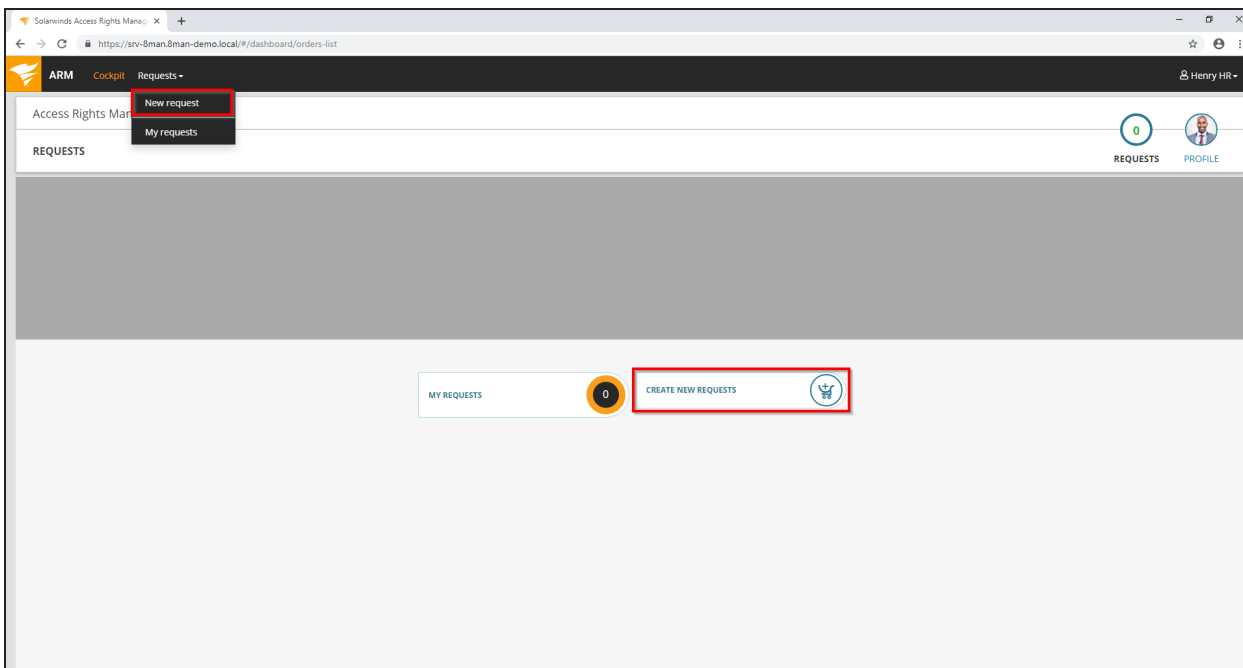 Solarwinds Access Rights Manag
https://srv-8man.8man-demo.local/#/dashboard/orders-list
ARM Cockpit Requests Henry HR
New request
My requests
Access Rights Man
REQUESTS
0
REQUESTS PROFILE
MY REQUESTS 0 CREATE NEW REQUESTS